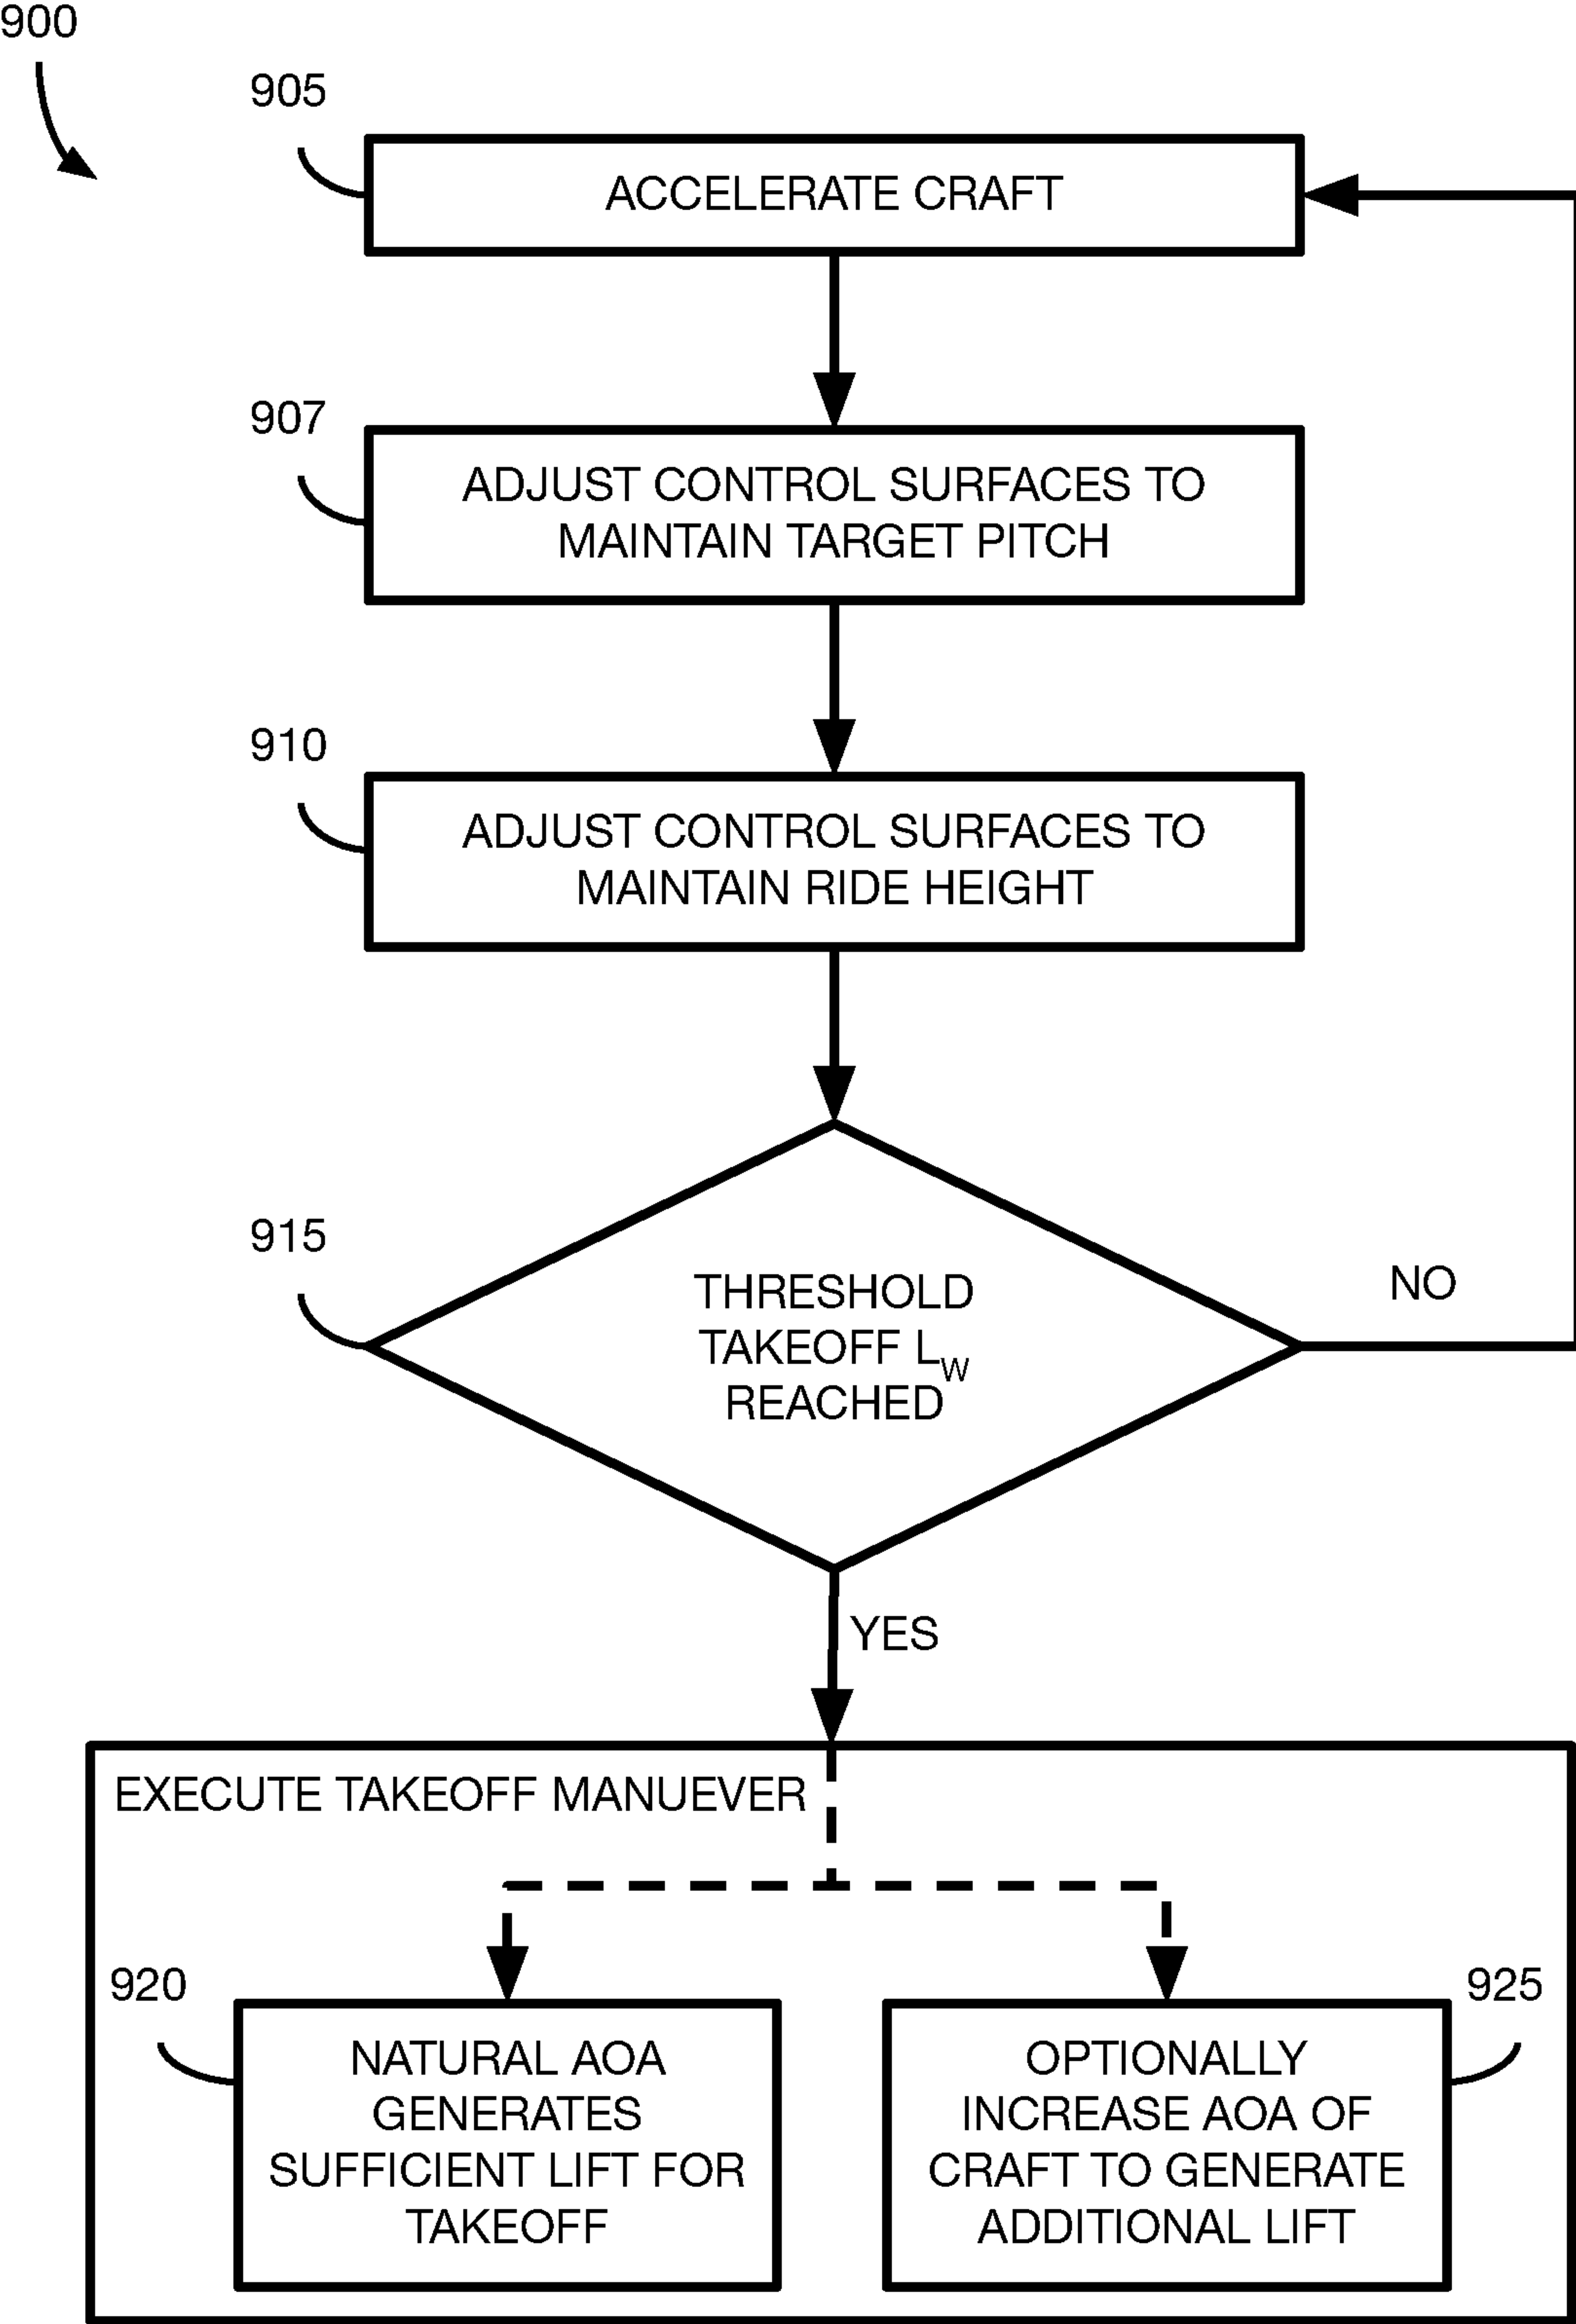 900
905
ACCELERATE CRAFT
907
ADJUST CONTROL SURFACES TO
MAINTAIN TARGET PITCH
910
ADJUST CONTROL SURFACES TO
MAINTAIN RIDE HEIGHT
915
THRESHOLD
TAKEOFF LW
REACHED
NO
YES
EXECUTE TAKEOFF MANUEVER
920
NATURAL AOA
GENERATES
SUFFICIENT LIFT FOR
TAKEOFF
925
OPTIONALLY
INCREASE AOA OF
CRAFT TO GENERATE
ADDITIONAL LIFT